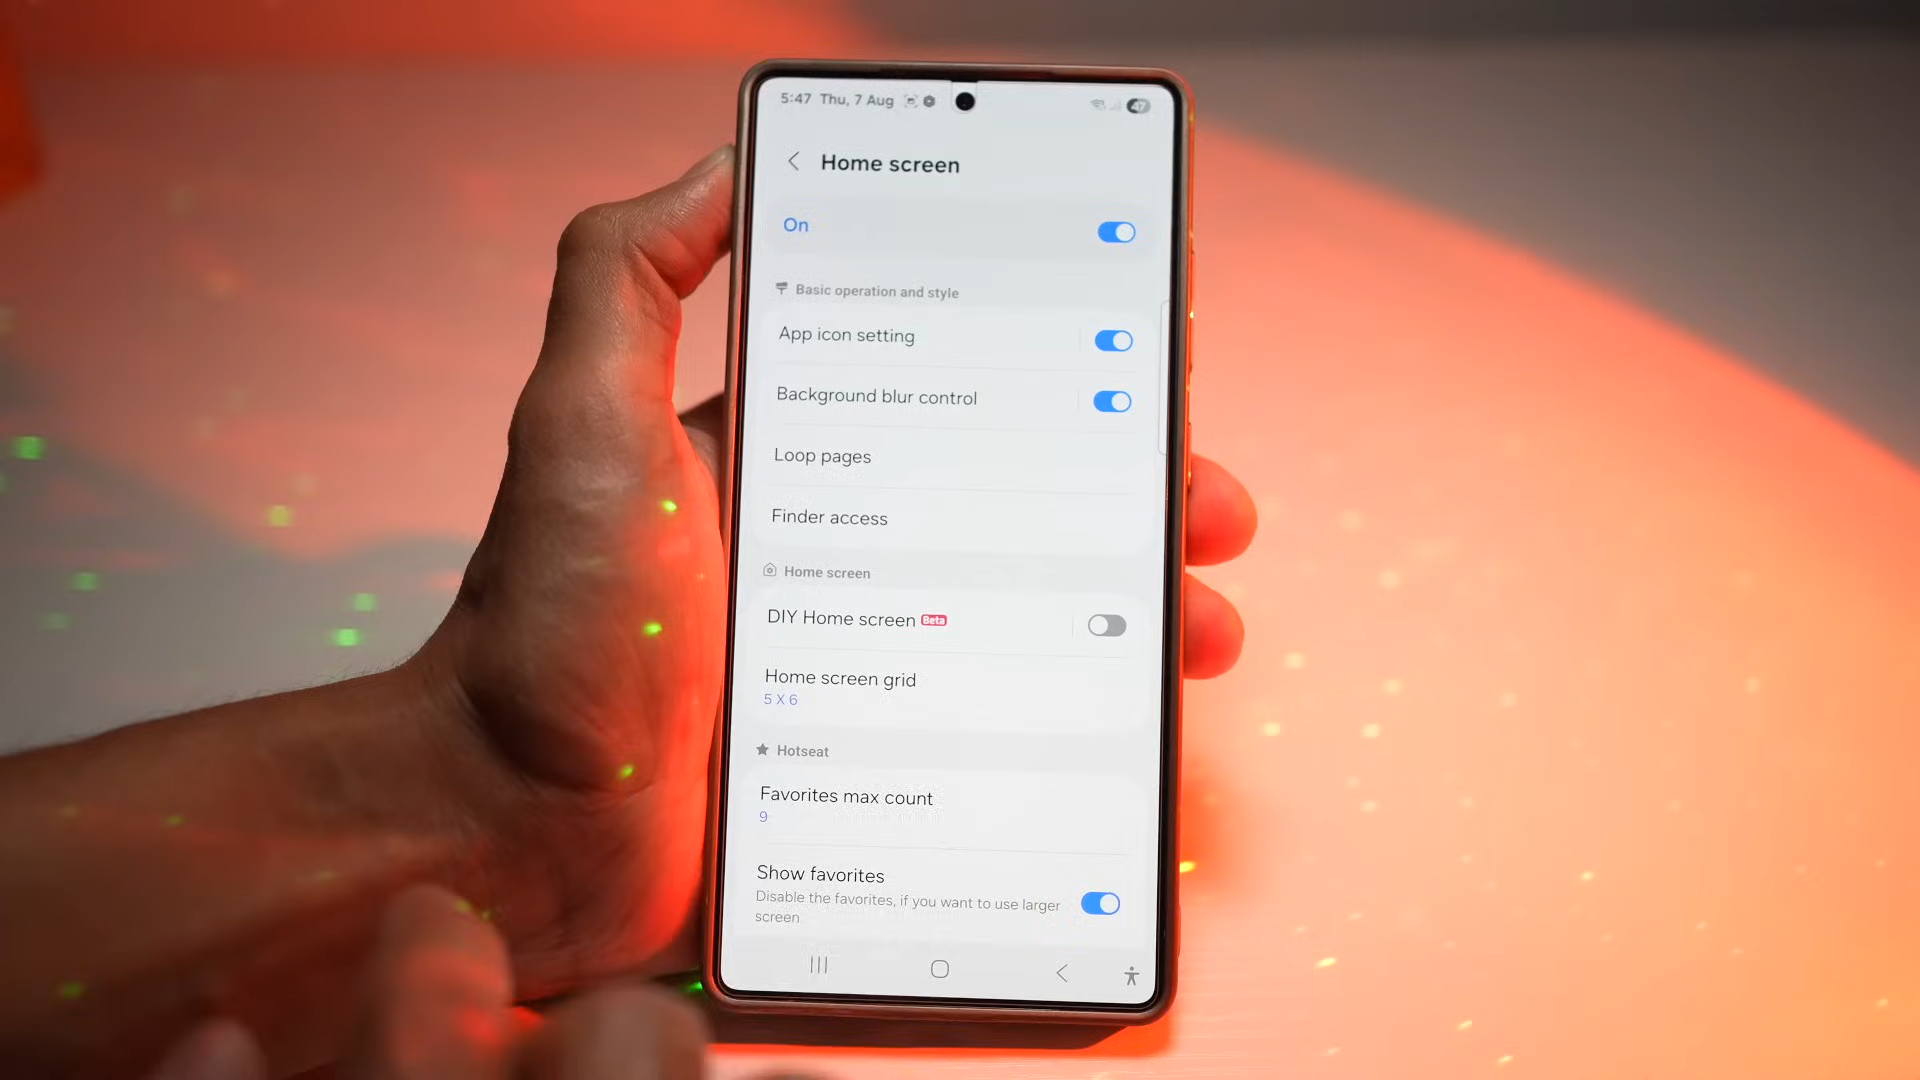 5:47 Thu, 7 Aug
47
Home screen
On
Basic operation and style
App icon setting
Background blur control
Loop pages
Finder access
Home screen
DIY Home screen Beta
Home screen grid
5 X 6
Hotseat
Favorites max count
9
Show favorites
Disable the favorites, if you want to use larger
screen